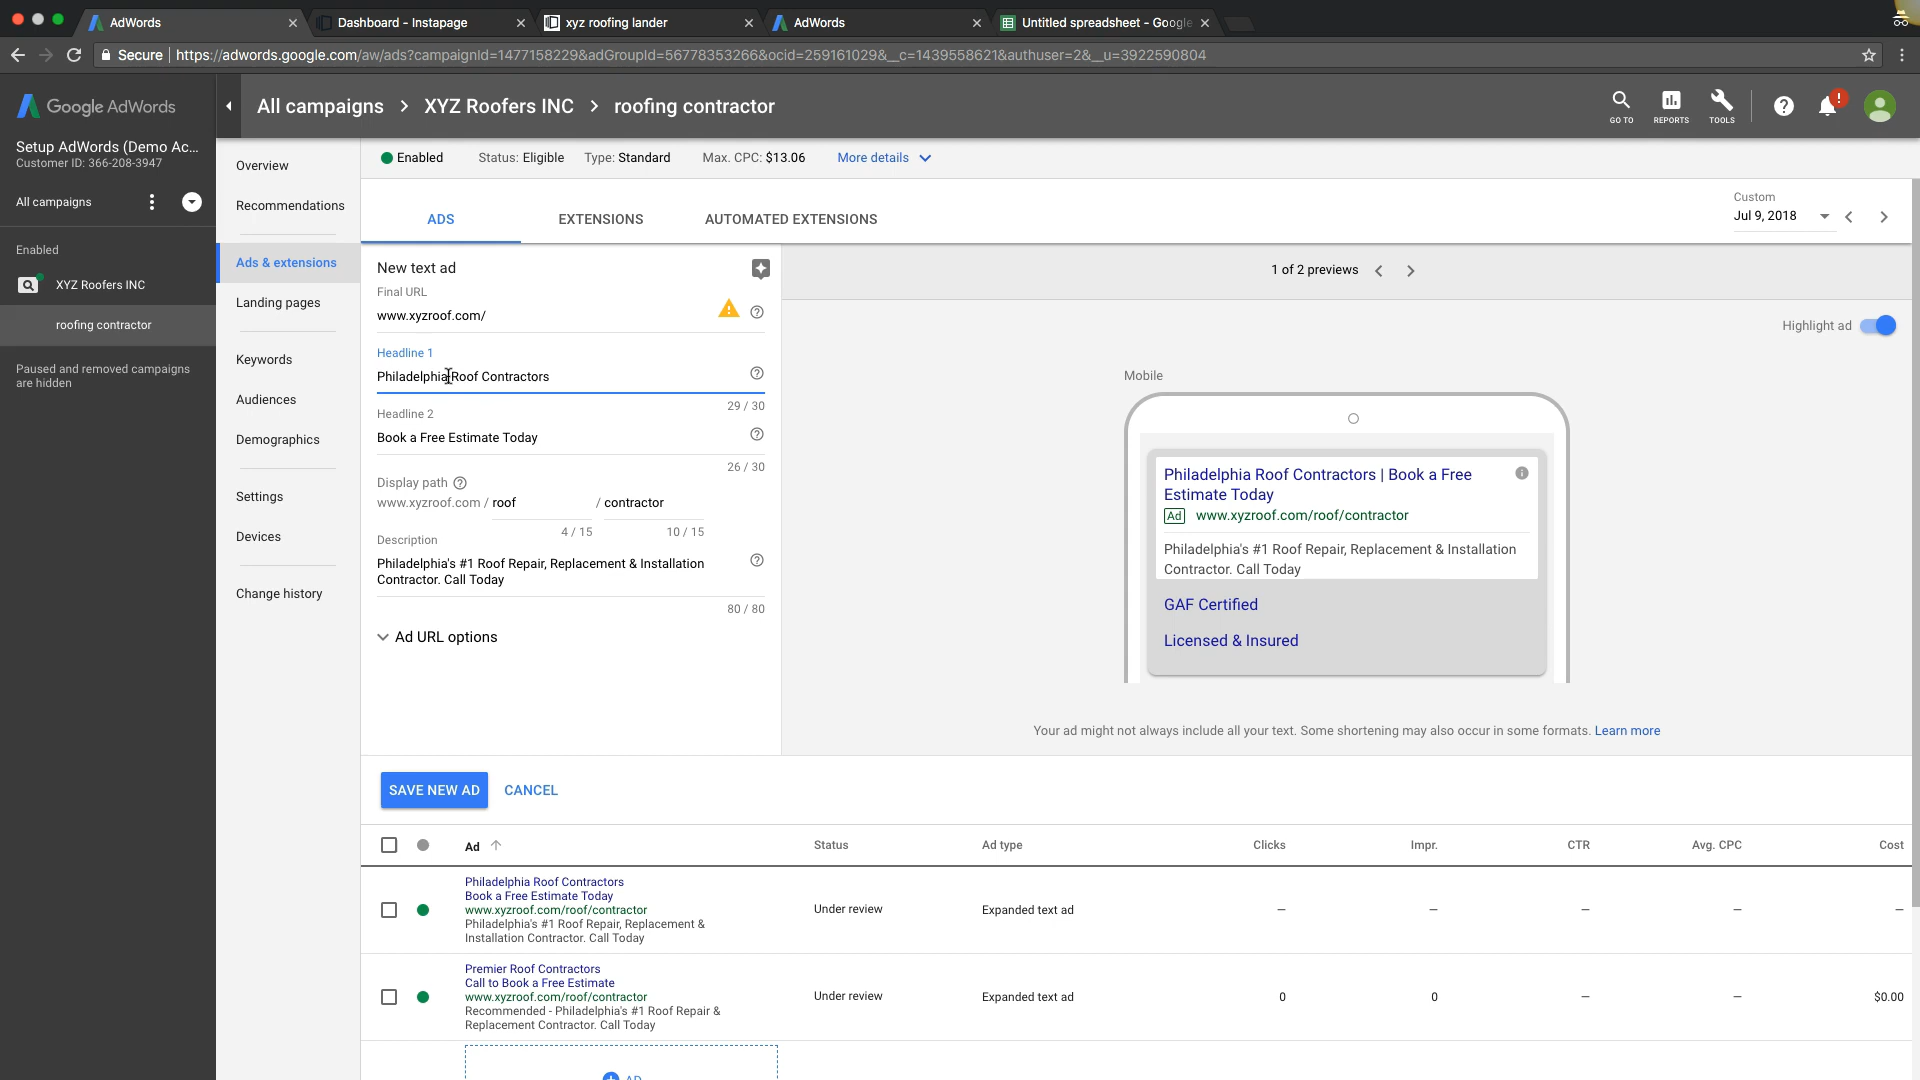 AdWords
Dashboard - Instapage
xyz roofing lander
AdWords
Untitled spreadsheet - Google
Secure
https://adwords.google.com/aw/ads?campaignId=1477158229&adGroupId=56778353266&ocid=259161029&__c=1439558621&authuser=2&__u=3922590804
Google AdWords
All campaigns > XYZ Roofers INC > roofing contractor
GO TO
REPORTS
TOOLS
!
Setup AdWords (Demo Ac...
Customer ID: 366-208-3947
All campaigns
Enabled
XYZ Roofers INC
roofing contractor
Paused and removed campaigns
are hidden
Overview
Recommendations
Ads & extensions
Landing pages
Keywords
Audiences
Demographics
Settings
Devices
Change history
Enabled
Status: Eligible
Type: Standard
Max. CPC: $13.06
More details
ADS
EXTENSIONS
AUTOMATED EXTENSIONS
Custom
Jul 9, 2018
New text ad
Final URL
www.xyzroof.com/
Headline 1
Philadelphia Roof Contractors
29 / 30
Headline 2
Book a Free Estimate Today
26 / 30
Display path
www.xyzroof.com / roof / contractor
4 / 15
10 / 15
Description
Philadelphia's #1 Roof Repair, Replacement & Installation
Contractor. Call Today
80 / 80
Ad URL options
1 of 2 previews
Highlight ad
Mobile
Philadelphia Roof Contractors | Book a Free
Estimate Today
Ad www.xyzroof.com/roof/contractor
Philadelphia's #1 Roof Repair, Replacement & Installation
Contractor. Call Today
GAF Certified
Licensed & Insured
Your ad might not always include all your text. Some shortening may also occur in some formats. Learn more
SAVE NEW AD
CANCEL
Ad
Status
Ad type
Clicks
Impr.
CTR
Avg. CPC
Cost
Philadelphia Roof Contractors
Book a Free Estimate Today
www.xyzroof.com/roof/contractor
Philadelphia's #1 Roof Repair, Replacement &
Installation Contractor. Call Today
Under review
Expanded text ad
– – – – –
Premier Roof Contractors
Call to Book a Free Estimate
www.xyzroof.com/roof/contractor
Recommended - Philadelphia's #1 Roof Repair &
Replacement Contractor. Call Today
Under review
Expanded text ad
0
0
–
–
$0.00
AD